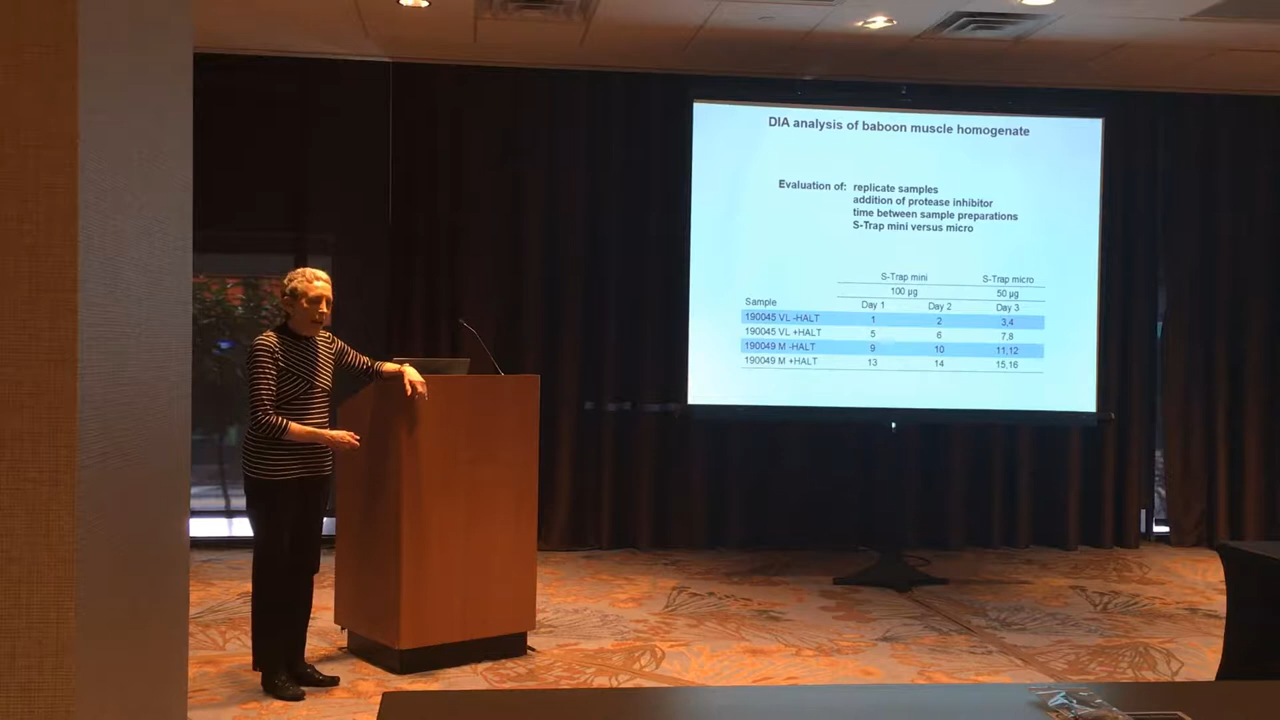 DIA analysis of baboon muscle homogenate
Evaluation of: replicate samples
addition of protease inhibitor
time between sample preparations
S-Trap mini versus micro
S-Trap mini S-Trap micro
100 µg 50 µg
Sample Day 1 Day 2 Day 3
190045 VL -HALT 1 2 3,4
190045 VL +HALT 5 6 7,8
190049 M -HALT 9 10 11,12
190049 M +HALT 13 14 15,16